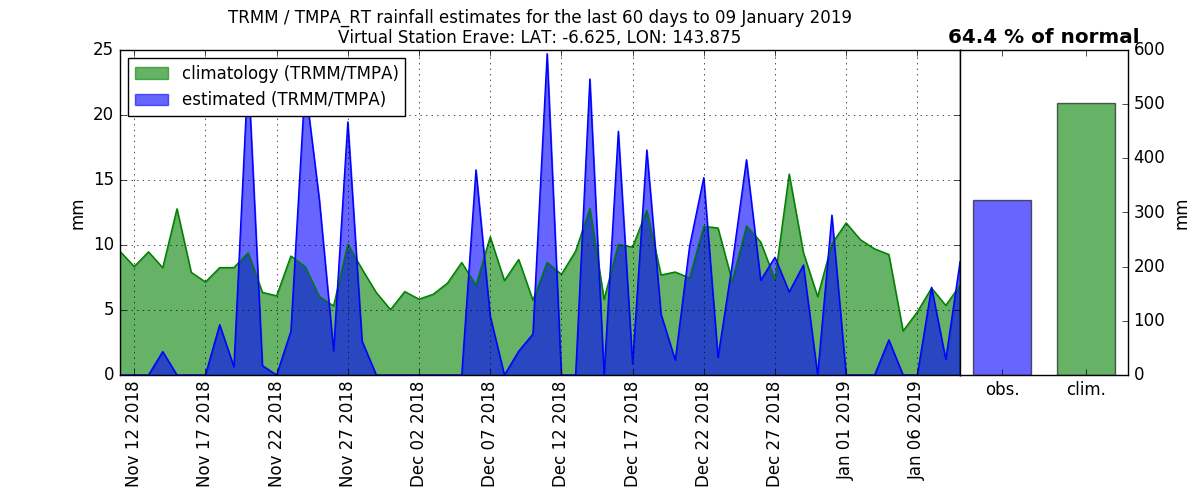 TRMM / TMPA_RT rainfall estimates for the last 60 days to 09 January 2019
Virtual Station Erave: LAT: -6.625, LON: 143.875
64.4 % of normal
climatology (TRMM/TMPA)
estimated (TRMM/TMPA)
25
20
15
10
5
0
mm
Nov 12 2018
Nov 17 2018
Nov 22 2018
Nov 27 2018
Dec 02 2018
Dec 07 2018
Dec 12 2018
Dec 17 2018
Dec 22 2018
Dec 27 2018
Jan 01 2019
Jan 06 2019
obs.
clim.
600
500
400
300
200
100
0
mm